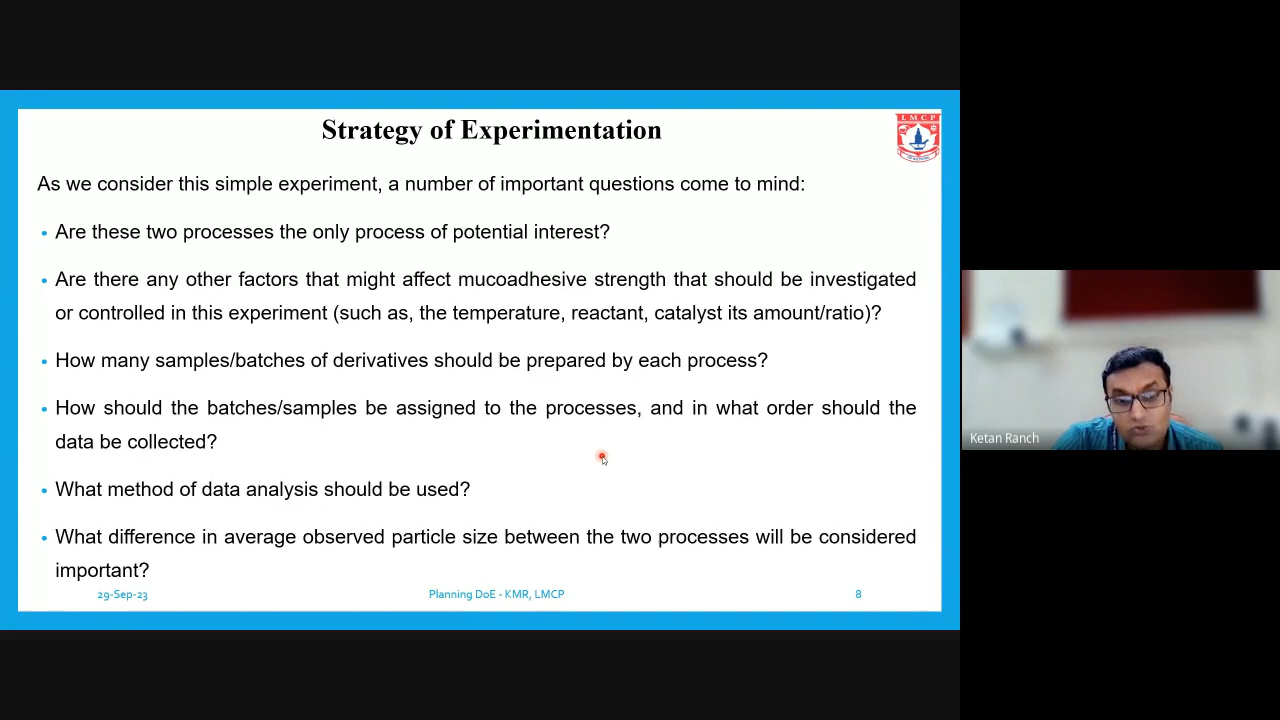 Strategy of Experimentation
LMCP
As we consider this simple experiment, a number of important questions come to mind:
• Are these two processes the only process of potential interest?
• Are there any other factors that might affect mucoadhesive strength that should be investigated
or controlled in this experiment (such as, the temperature, reactant, catalyst its amount/ratio)?
• How many samples/batches of derivatives should be prepared by each process?
• How should the batches/samples be assigned to the processes, and in what order should the
data be collected?
• What method of data analysis should be used?
• What difference in average observed particle size between the two processes will be considered
important?
29-Sep-23
Planning DoE - KMR, LMCP
8
Ketan Ranch